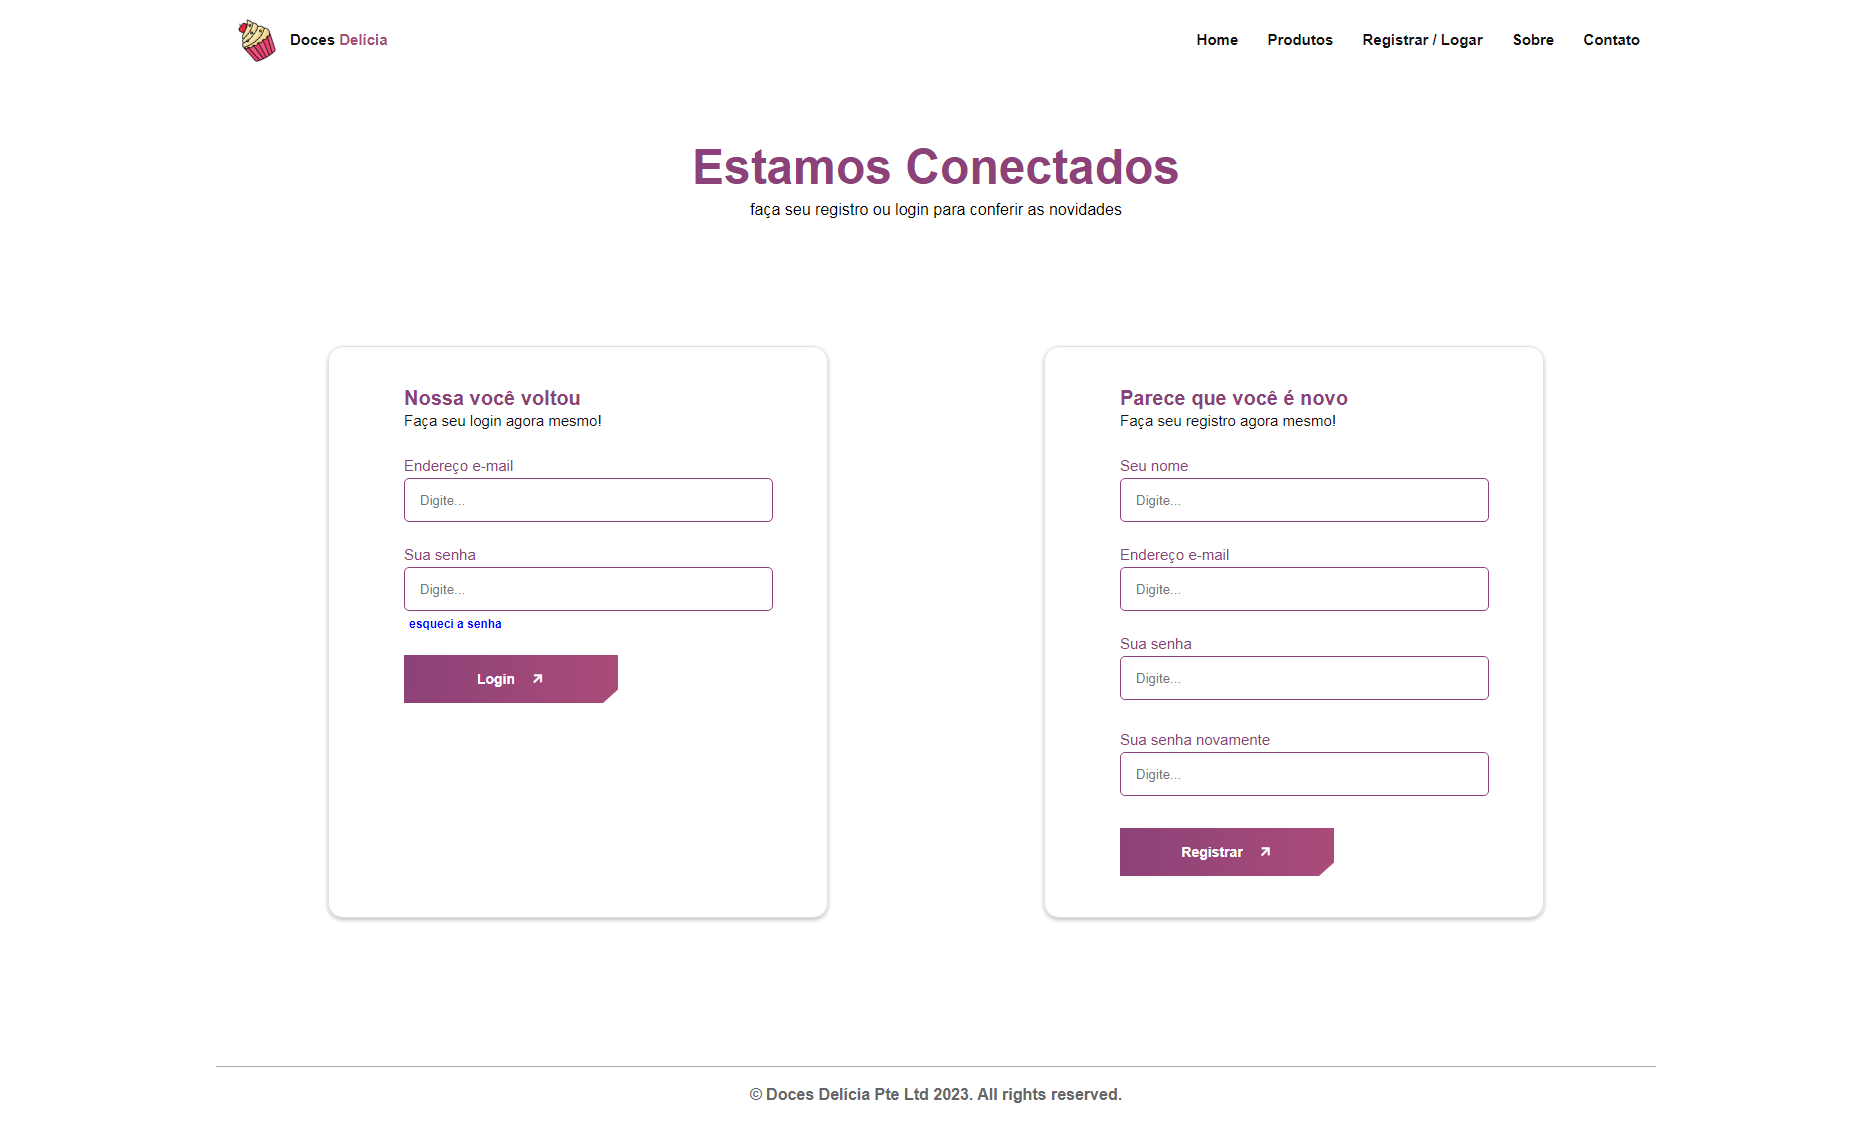 Doces Delícia
Home Produtos Registrar / Logar Sobre Contato
Estamos Conectados
faça seu registro ou login para conferir as novidades
Nossa você voltou
Faça seu login agora mesmo!
Endereço e-mail
Digite...
Sua senha
Digite...
esqueci a senha
Login
Parece que você é novo
Faça seu registro agora mesmo!
Seu nome
Digite...
Endereço e-mail
Digite...
Sua senha
Digite...
Sua senha novamente
Digite...
Registrar
© Doces Delícia Pte Ltd 2023. All rights reserved.